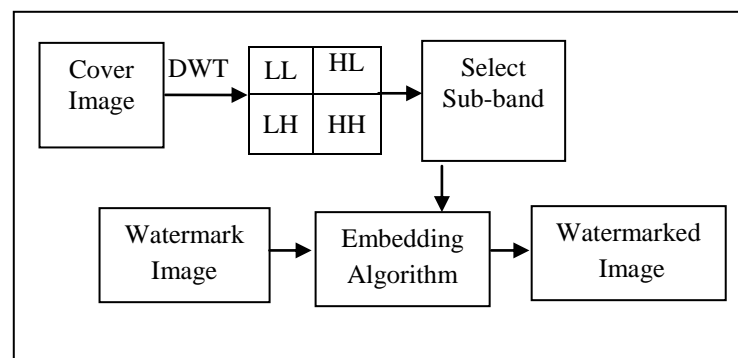 Cover
Image
DWT
LL HL
LH HH
Select
Sub-band
Watermark
Image
Embedding
Algorithm
Watermarked
Image